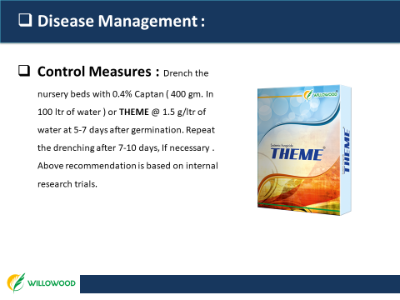 ❑ Disease Management :
❑ Control Measures : Drench the
nursery beds with 0.4% Captan ( 400 gm. In
100 ltr of water ) or THEME @ 1.5 g/ltr of
water at 5-7 days after germination. Repeat
the drenching after 7-10 days, If necessary .
Above recommendation is based on internal
research trials.
WILLOWOOD
THEME
WILLOWOOD